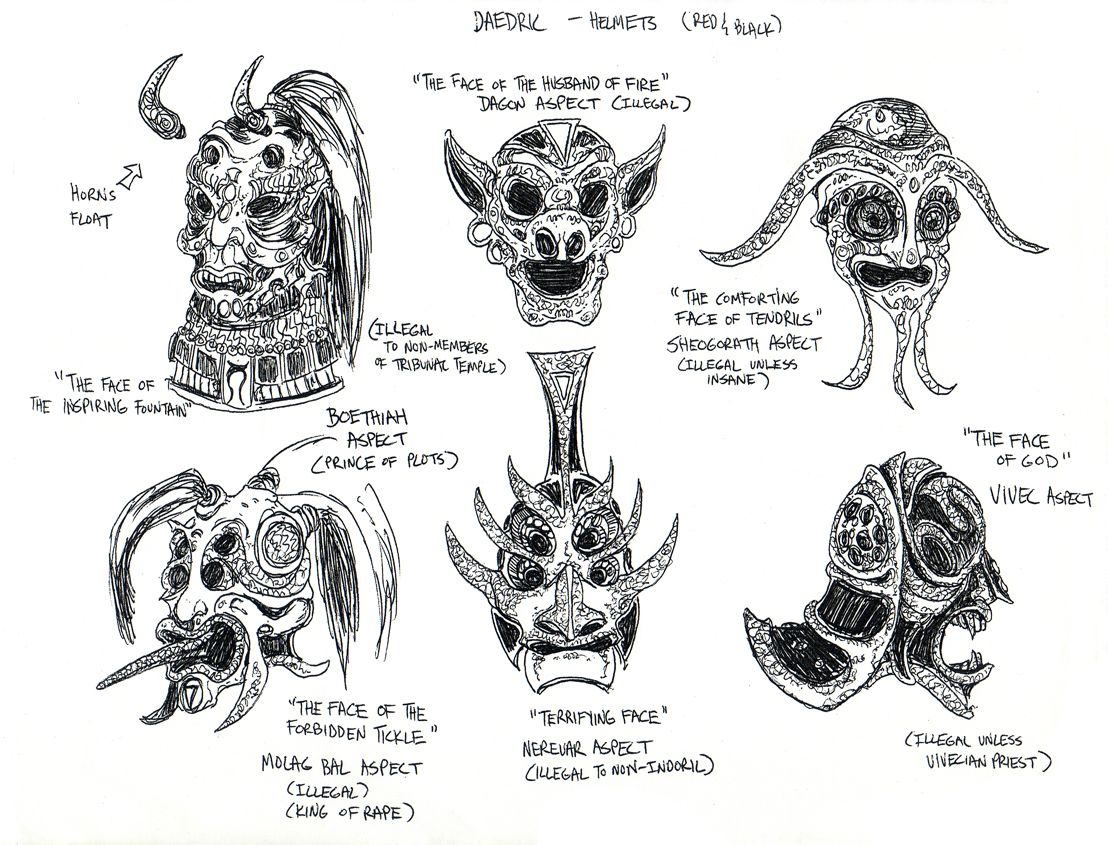 DAEDRIC – HELMETS (RED & BLACK)
"THE FACE OF THE HUSBAND OF FIRE"
DAGON ASPECT (ILLEGAL)
HORNS
FLOAT
"THE FACE OF
THE INSPIRING FOUNTAIN"
(ILLEGAL
TO NON-MEMBERS
OF TRIBUNAL TEMPLE)
BOETHIAH
ASPECT
(PRINCE OF PLOTS)
"THE COMFORTING
FACE OF TENDRILS"
SHEOGORATH ASPECT
(ILLEGAL UNLESS
INSANE)
"THE FACE OF THE
FORBIDDEN TICKLE"
MOLAG BAL ASPECT
(ILLEGAL)
(KING OF RAPE)
"TERRIFYING FACE"
NEREVAR ASPECT
(ILLEGAL TO NON-INDORIL)
"THE FACE
OF GOD"
VIVEC ASPECT
(ILLEGAL UNLESS
VIVECIAN PRIEST)